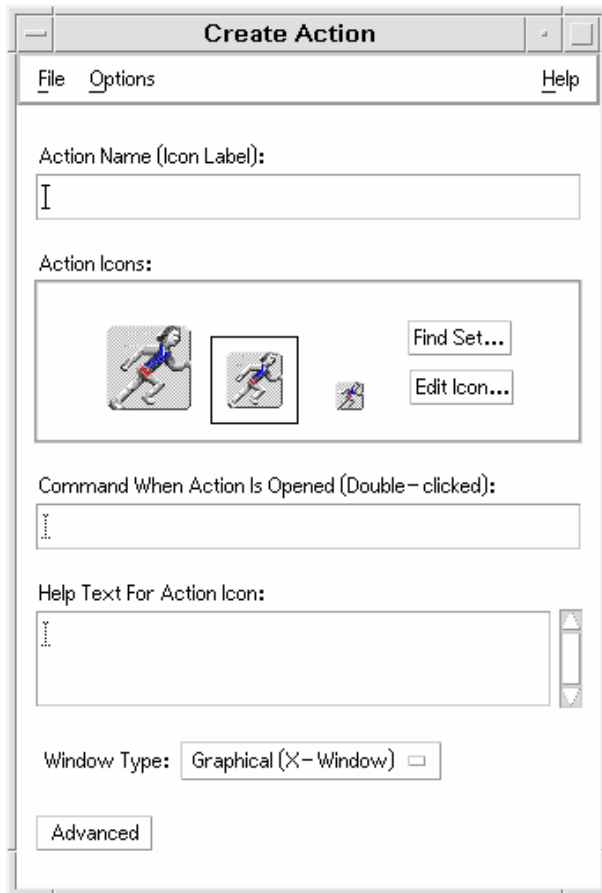 Create Action
File Options Help
Action Name (Icon Label):
Action Icons:
Find Set...
Edit Icon...
Command When Action Is Opened (Double-clicked):
Help Text For Action Icon:
Window Type: Graphical (X-Window)
Advanced